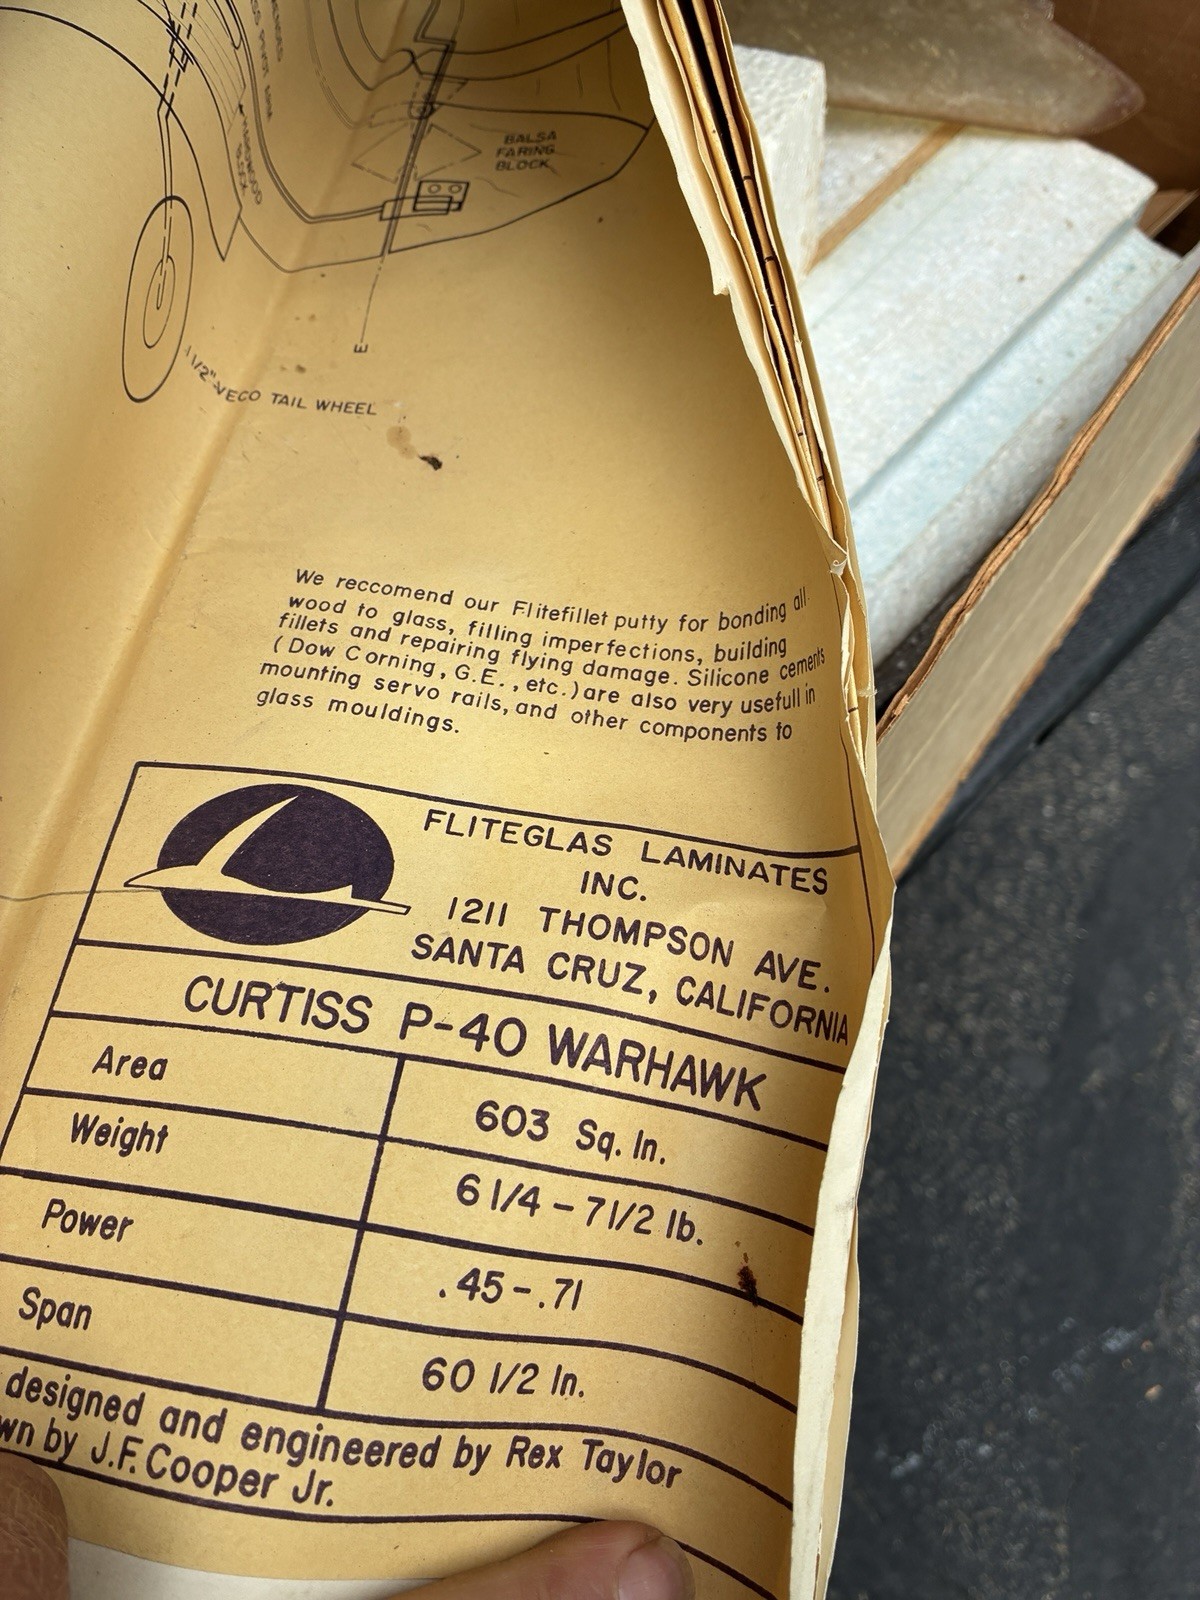 BALSA
FARING
BLOCK
E
1 1/2" VECO TAIL WHEEL
We reccomend our Flitefillet putty for bonding all
wood to glass, filling imperfections, building
fillets and repairing flying damage. Silicone cements
(Dow Corning, G.E., etc.) are also very usefull in
mounting servo rails, and other components to
glass mouldings.
FLITEGLAS LAMINATES
INC.
1211 THOMPSON AVE.
SANTA CRUZ, CALIFORNIA
CURTISS P-40 WARHAWK
Area 603 Sq. In.
Weight 6 1/4 - 7 1/2 lb.
Power .45-.71
Span 60 1/2 In.
designed and engineered by Rex Taylor
wn by J.F. Cooper Jr.